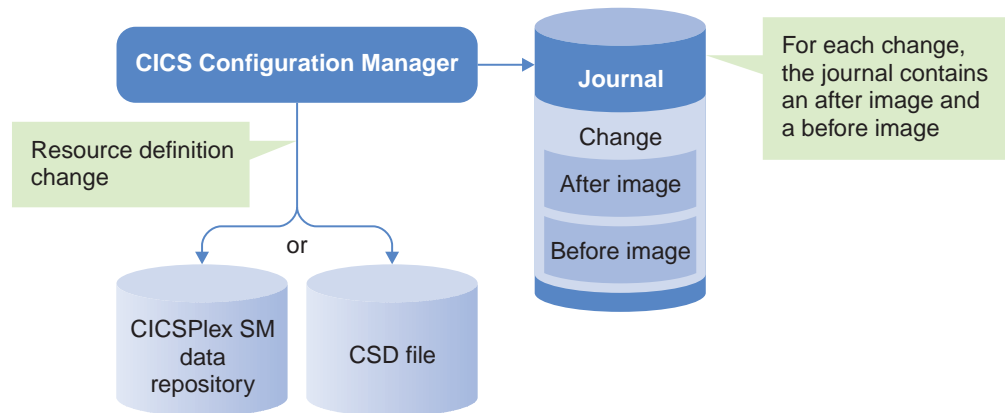 CICS Configuration Manager
Journal
For each change,
the journal contains
an after image and
a before image
Change
After image
Before image
Resource definition
change
or
CICSPlex SM
data
repository
CSD file